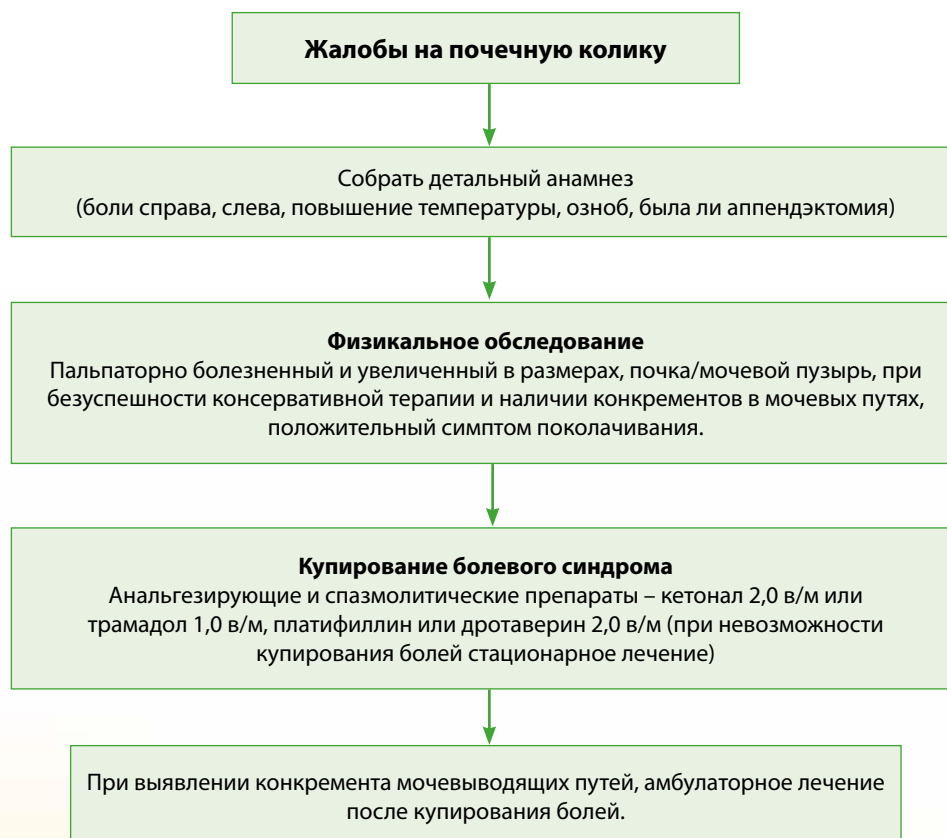 Жалобы на почечную колику
Собрать детальный анамнез
(боли справа, слева, повышение температуры, озноб, была ли аппендэктомия)
Физикальное обследование
Пальпаторно болезненный и увеличенный в размерах, почка/мочевой пузырь, при
безуспешности консервативной терапии и наличии конкрементов в мочевых путях,
положительный симптом поколачивания.
Купирование болевого синдрома
Анальгезирующие и спазмолитические препараты – кетонал 2,0 в/м или
трамадол 1,0 в/м, платифиллин или дротаверин 2,0 в/м (при невозможности
купирования болей стационарное лечение)
При выявлении конкремента мочевыводящих путей, амбулаторное лечение
после купирования болей.